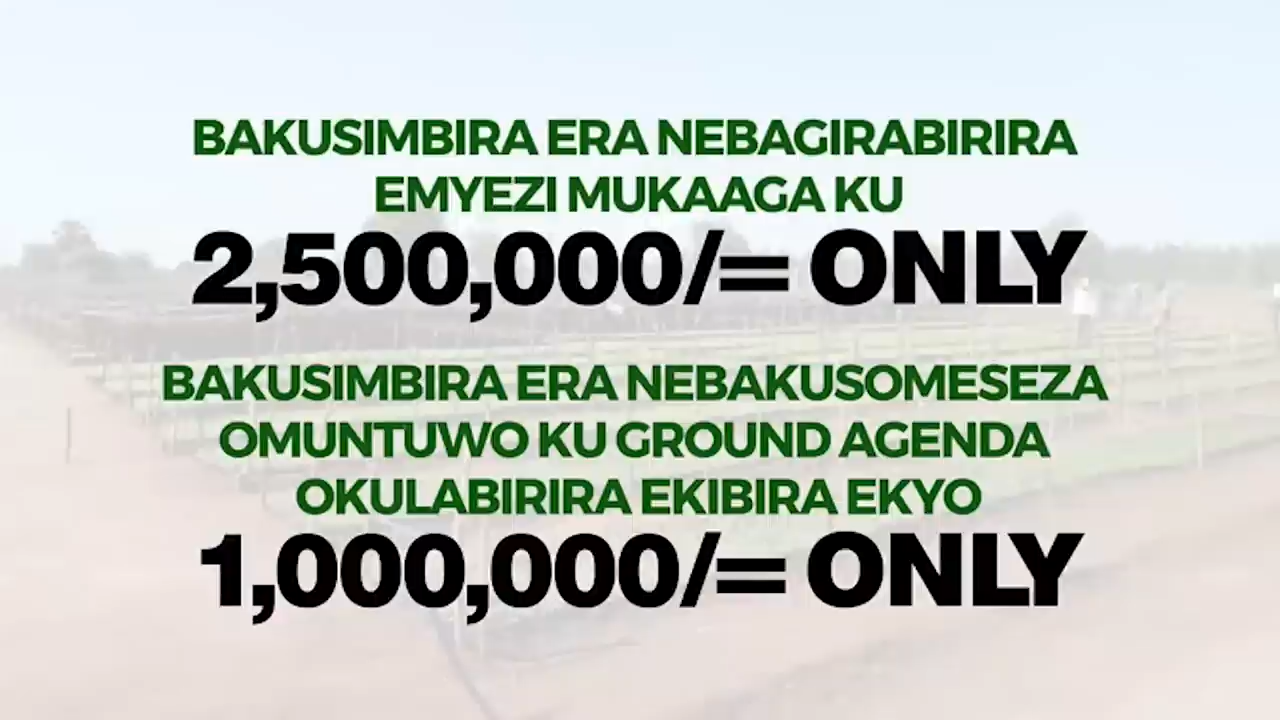 BAKUSIMBIRA ERA NEBAGIRABIRIRA
EMYEZI MUKAAGA KU
2,500,000/= ONLY
BAKUSIMBIRA ERA NEBAKUSOMESEZA
OMUNTUWO KU GROUND AGENDA
OKULABIRIRA EKIBIRA EKYO
1,000,000/= ONLY